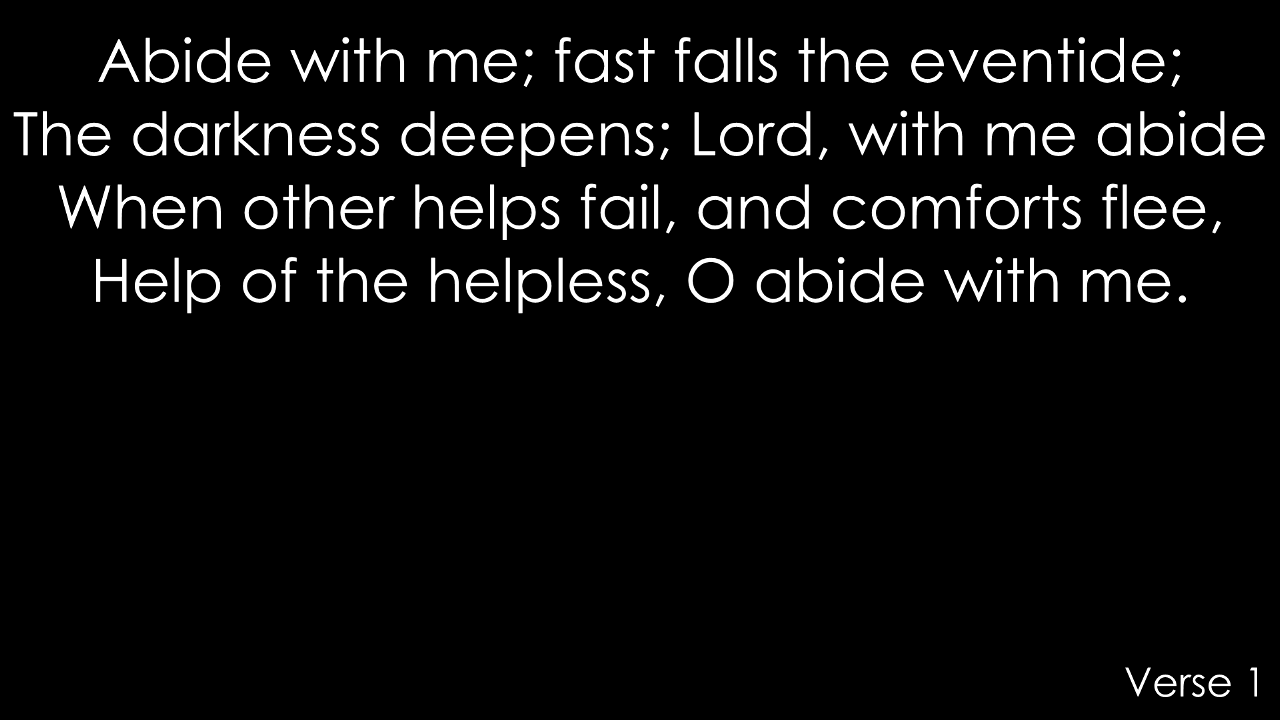 Abide with me; fast falls the eventide;
The darkness deepens; Lord, with me abide
When other helps fail, and comforts flee,
Help of the helpless, O abide with me.
Verse 1